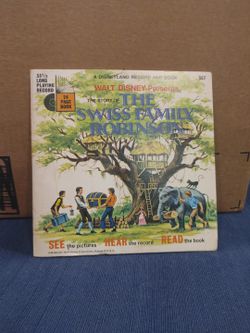 A DISNEYLAND RECORD AND BOOK
33⅓
LONG
PLAYING
RECORD
24
PAGE
BOOK
WALT DISNEY Presents
THE STORY OF
THE
SWISS FAMILY
ROBINSON
SEE the pictures HEAR the record READ the book